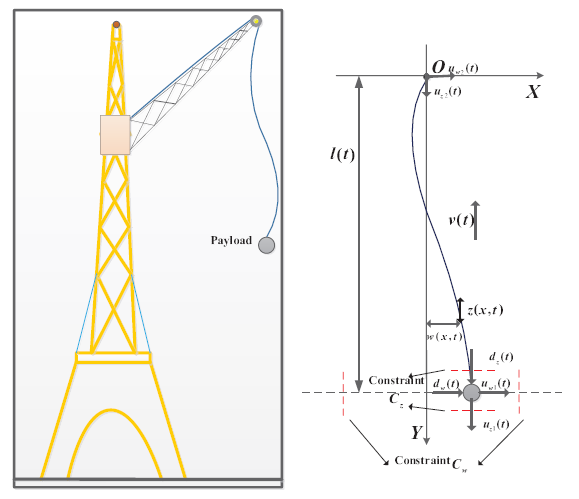 Payload
O
u_{w2}(t)
X
u_{z2}(t)
l(t)
v(t)
z(x,t)
w(x,t)
d_z(t)
Constraint
C_z
d_w(t)
u_{w1}(t)
u_{z1}(t)
Y
Constraint C_w